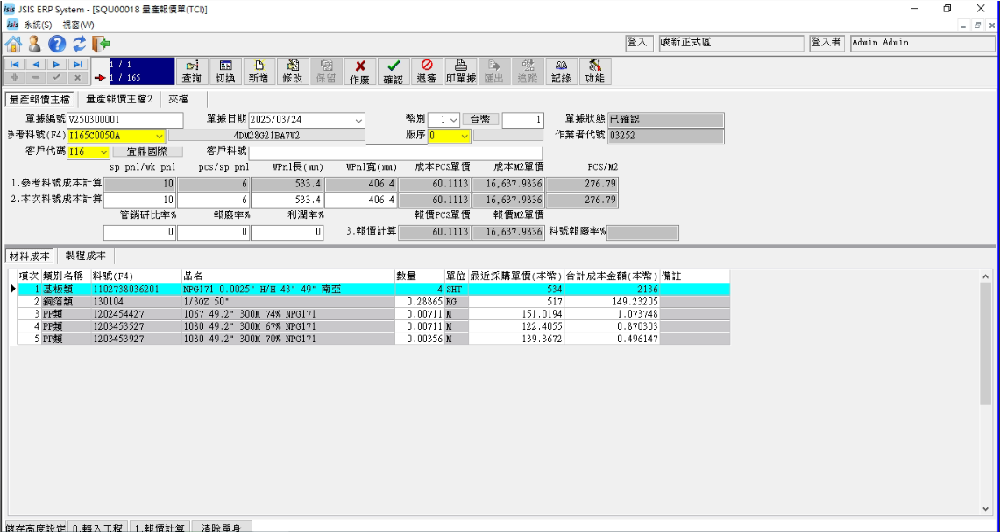 jsis JSIS ERP System - [SQU00018 量產報價單(TCI)]
jsis 系統(S) 視窗(W)
登入 峻新正式區 登入者 Admin Admin
1 / 1
1 / 165
查詢 切換 新增 修改 保留 作廢 確認 退審 印單據 匯出 追蹤 記錄 功能
量產報價主檔 量產報價主檔2 夾檔
單據編號 V250300001 單據日期 2025/03/24 幣別 1 台幣 1 單據狀態 已確認
參考料號(F4) I165C0050A 4DM28G21BA7W2 版序 0 作業者代號 03252
客戶代碼 I16 宜鼎國際 客戶料號
sp pnl/wk pnl pcs/sp pnl WPnl長(mm) WPnl寬(mm) 成本PCS單價 成本M2單價 PCS/M2
1.參考料號成本計算 10 6 533.4 406.4 60.1113 16,637.9836 276.79
2.本次料號成本計算 10 6 533.4 406.4 60.1113 16,637.9836 276.79
管銷研比率% 報廢率% 利潤率% 報價PCS單價 報價M2單價
0 0 0 3.報價計算 60.1113 16,637.9836 料號報廢率%
材料成本 製程成本
項次 類別名稱 料號(F4) 品名 數量 單位 最近採購單價(本幣) 合計成本金額(本幣) 備註
1 基板類 1102738036201 NPG171 0.0025" H/H 43" 49" 南亞 4 SHT 534 2136
2 銅箔類 130104 1/3OZ 50" 0.28865 KG 517 149.23205
3 PP類 1202454427 1067 49.2" 300M 74% NPG171 0.00711 M 151.0194 1.073748
4 PP類 1203453527 1080 49.2" 300M 67% NPG171 0.00711 M 122.4055 0.870303
5 PP類 1203453927 1080 49.2" 300M 70% NPG171 0.00356 M 139.3672 0.496147
儲存高度設定 0.轉入工程 1.報價計算 清除單身